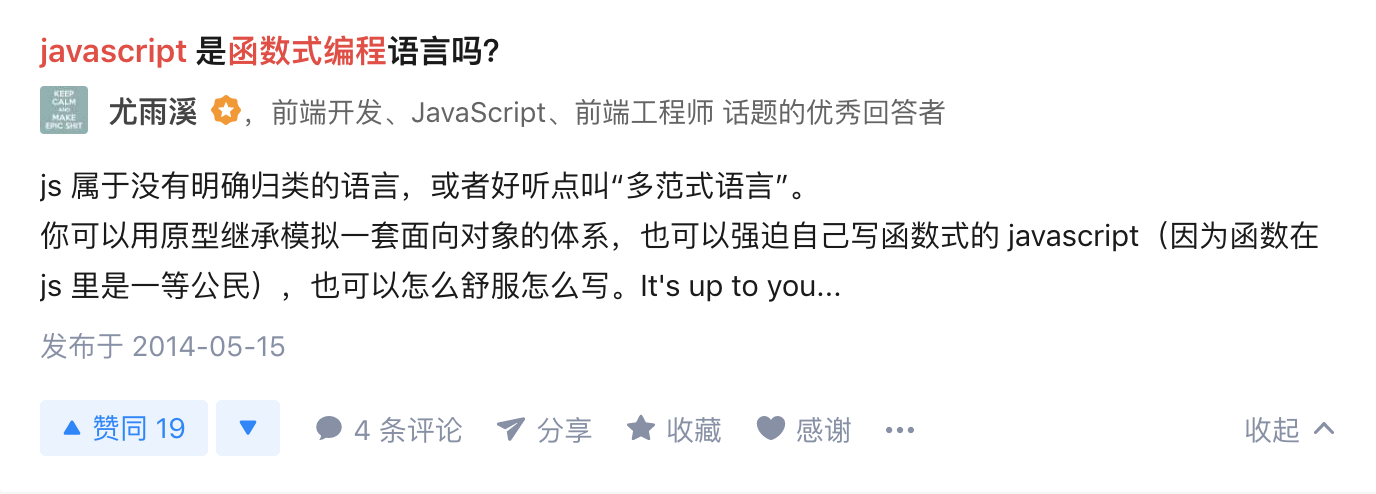 javascript 是函数式编程语言吗?
KEEP
CALM
AND
MAKE
EPIC SHIT
尤雨溪 ，前端开发、JavaScript、前端工程师 话题的优秀回答者
js 属于没有明确归类的语言，或者好听点叫“多范式语言”。
你可以用原型继承模拟一套面向对象的体系，也可以强迫自己写函数式的 javascript（因为函数在
js 里是一等公民），也可以怎么舒服怎么写。It's up to you...
发布于 2014-05-15
赞同 19 4 条评论 分享 收藏 感谢 ••• 收起